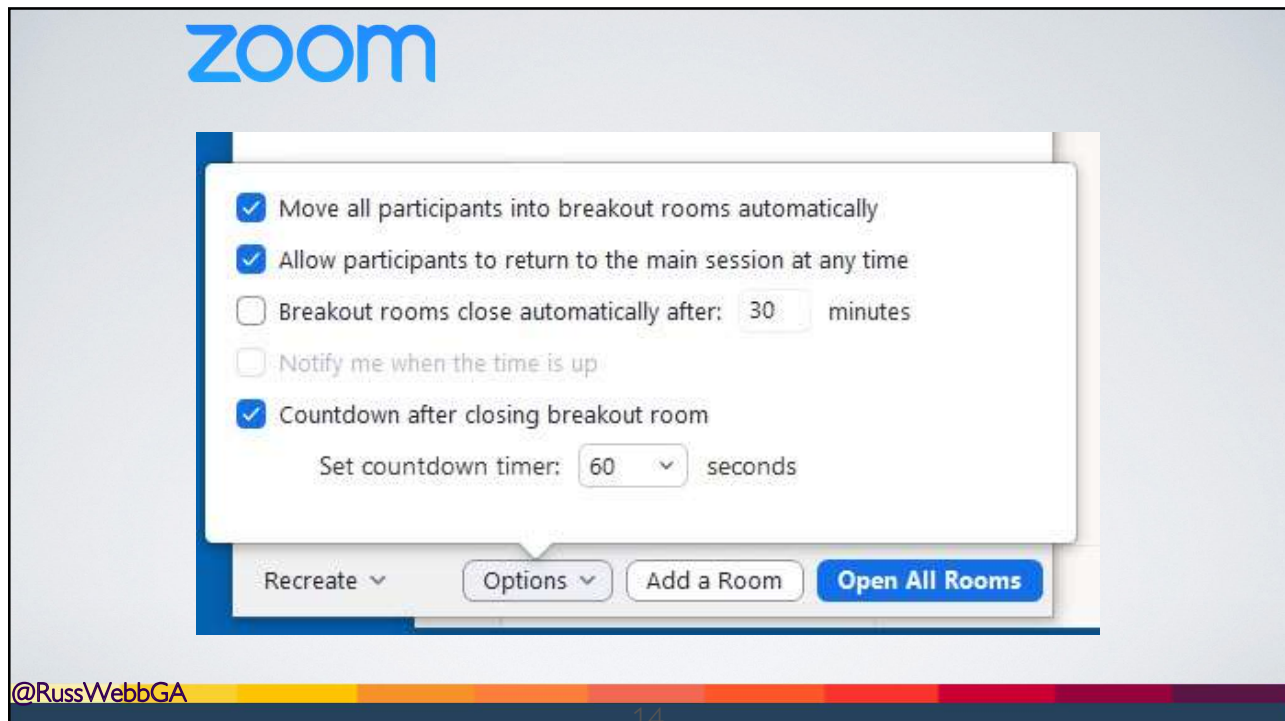 zoom
Move all participants into breakout rooms automatically
Allow participants to return to the main session at any time
Breakout rooms close automatically after: 30 minutes
Notify me when the time is up
Countdown after closing breakout room
Set countdown timer: 60 seconds
Recreate Options Add a Room Open All Rooms
@RussWebbGA
14